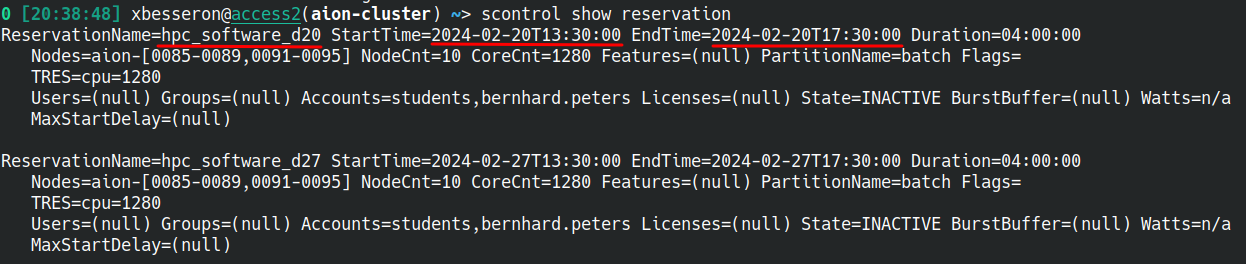 0 [20:38:48] xbesseron@access2(aion-cluster) ~> scontrol show reservation
ReservationName=hpc_software_d20 StartTime=2024-02-20T13:30:00 EndTime=2024-02-20T17:30:00 Duration=04:00:00
   Nodes=aion-[0085-0089,0091-0095] NodeCnt=10 CoreCnt=1280 Features=(null) PartitionName=batch Flags=
   TRES=cpu=1280
   Users=(null) Groups=(null) Accounts=students,bernhard.peters Licenses=(null) State=INACTIVE BurstBuffer=(null) Watts=n/a
   MaxStartDelay=(null)

ReservationName=hpc_software_d27 StartTime=2024-02-27T13:30:00 EndTime=2024-02-27T17:30:00 Duration=04:00:00
   Nodes=aion-[0085-0089,0091-0095] NodeCnt=10 CoreCnt=1280 Features=(null) PartitionName=batch Flags=
   TRES=cpu=1280
   Users=(null) Groups=(null) Accounts=students,bernhard.peters Licenses=(null) State=INACTIVE BurstBuffer=(null) Watts=n/a
   MaxStartDelay=(null)